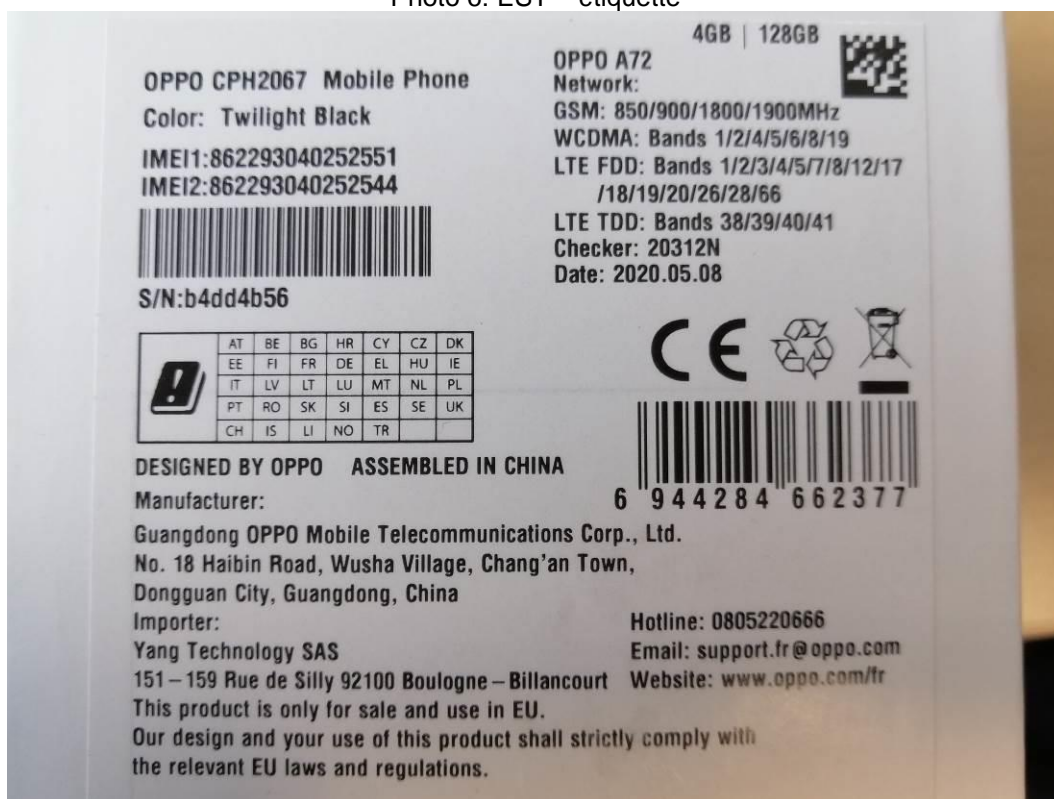 4GB | 128GB
OPPO CPH2067 Mobile Phone
Color: Twilight Black
IMEI1:862293040252551
IMEI2:862293040252544
S/N:b4dd4b56
OPPO A72
Network:
GSM: 850/900/1800/1900MHz
WCDMA: Bands 1/2/4/5/6/8/19
LTE FDD: Bands 1/2/3/4/5/7/8/12/17
/18/19/20/26/28/66
LTE TDD: Bands 38/39/40/41
Checker: 20312N
Date: 2020.05.08
AT BE BG HR CY CZ DK
EE FI FR DE EL HU IE
IT LV LT LU MT NL PL
PT RO SK SI ES SE UK
CH IS LI NO TR
CE
6 944284 662377
DESIGNED BY OPPO ASSEMBLED IN CHINA
Manufacturer:
Guangdong OPPO Mobile Telecommunications Corp., Ltd.
No. 18 Haibin Road, Wusha Village, Chang'an Town,
Dongguan City, Guangdong, China
Importer:
Yang Technology SAS
151–159 Rue de Silly 92100 Boulogne–Billancourt
Hotline: 0805220666
Email: support.fr@oppo.com
Website: www.oppo.com/fr
This product is only for sale and use in EU.
Our design and your use of this product shall strictly comply with
the relevant EU laws and regulations.